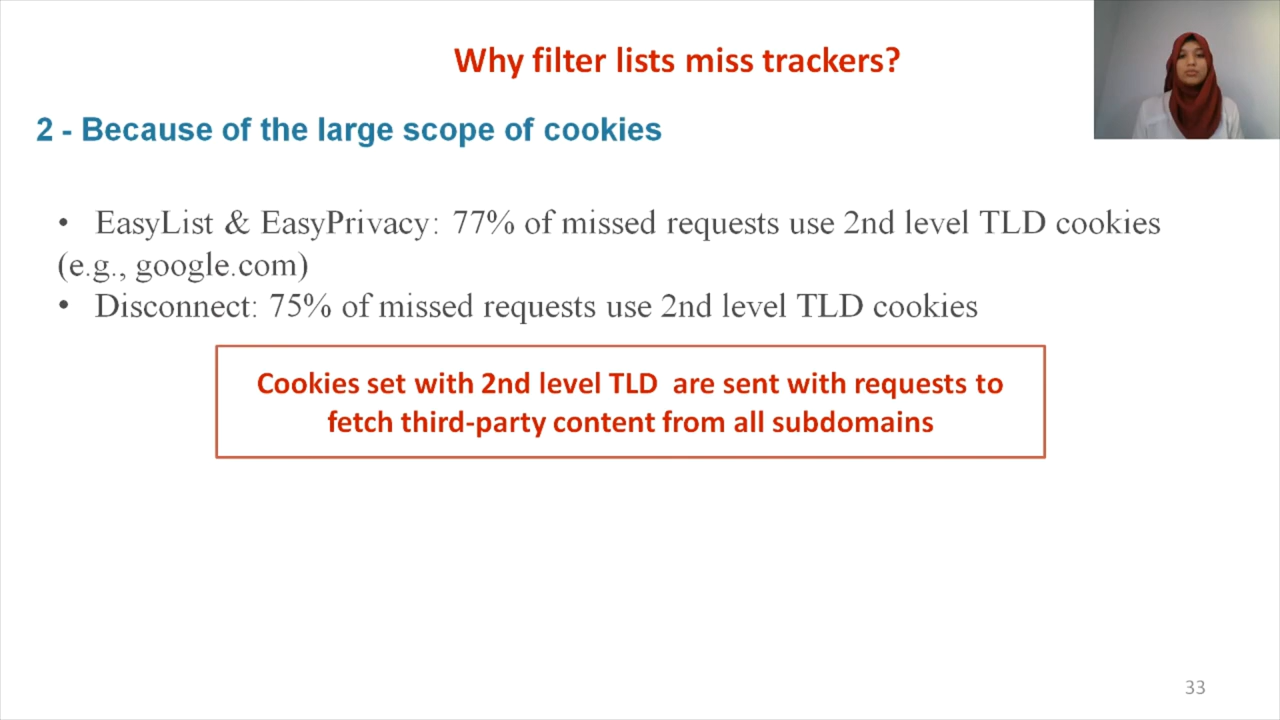 Why filter lists miss trackers?
2 - Because of the large scope of cookies
• EasyList & EasyPrivacy: 77% of missed requests use 2nd level TLD cookies
(e.g., google.com)
• Disconnect: 75% of missed requests use 2nd level TLD cookies
Cookies set with 2nd level TLD are sent with requests to
fetch third-party content from all subdomains
33